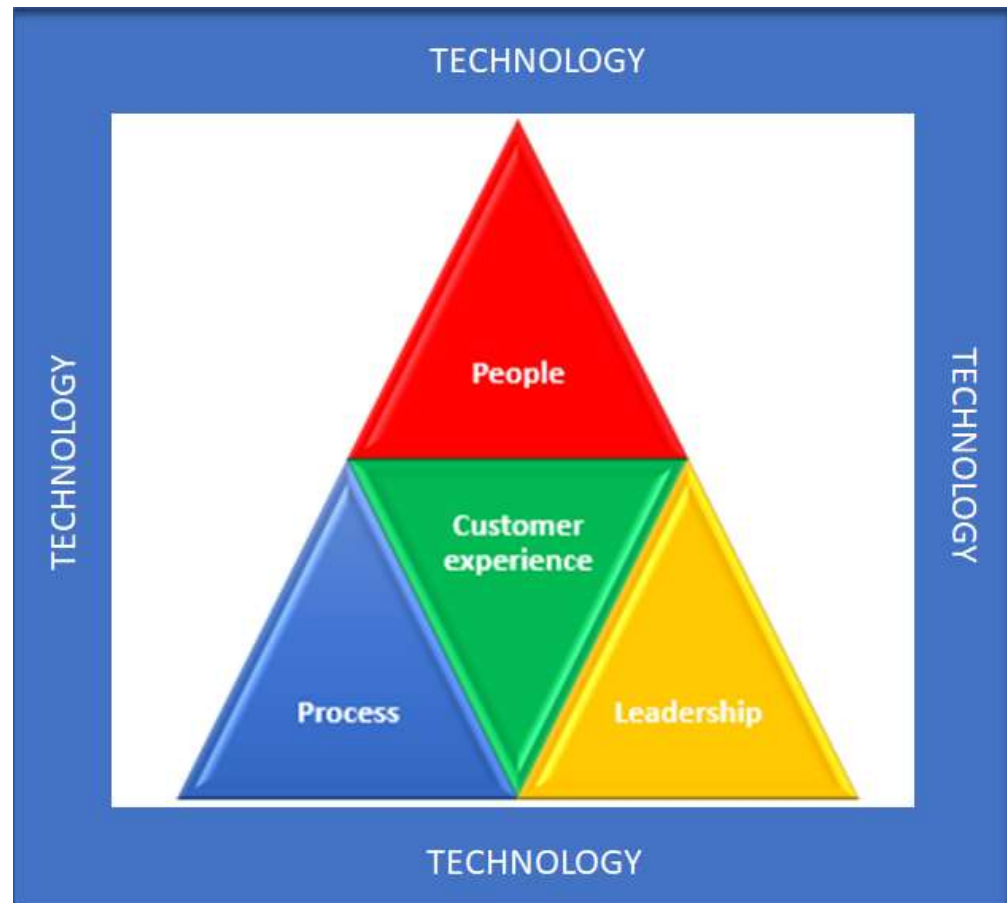 TECHNOLOGY
People
TECHNOLOGY
TECHNOLOGY
Customer
experience
Process
Leadership
TECHNOLOGY